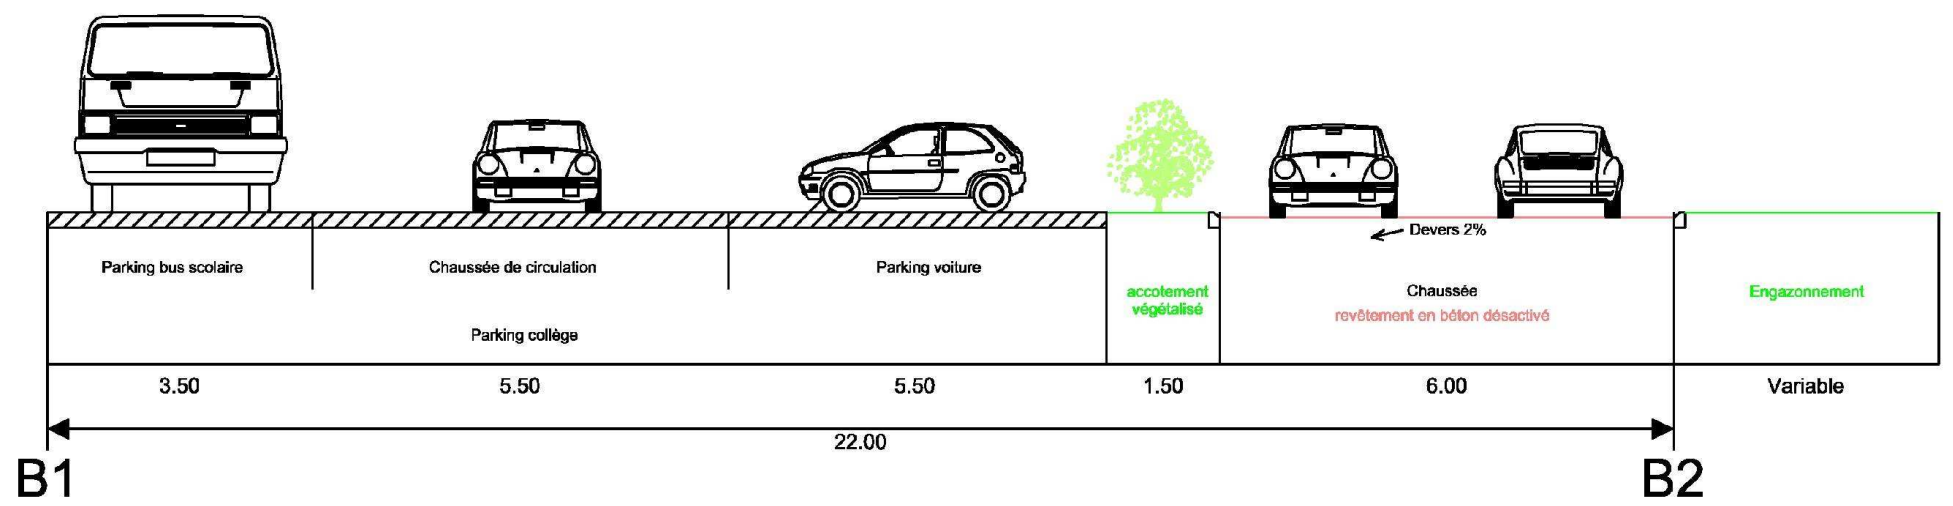 Devers 2%
Parking bus scolaire
Chaussée de circulation
Parking voiture
accotement
végétalisé
Chaussée
revêtement en béton désactivé
Engazonnement
Parking collège
3.50
5.50
5.50
1.50
6.00
Variable
22.00
B1
B2